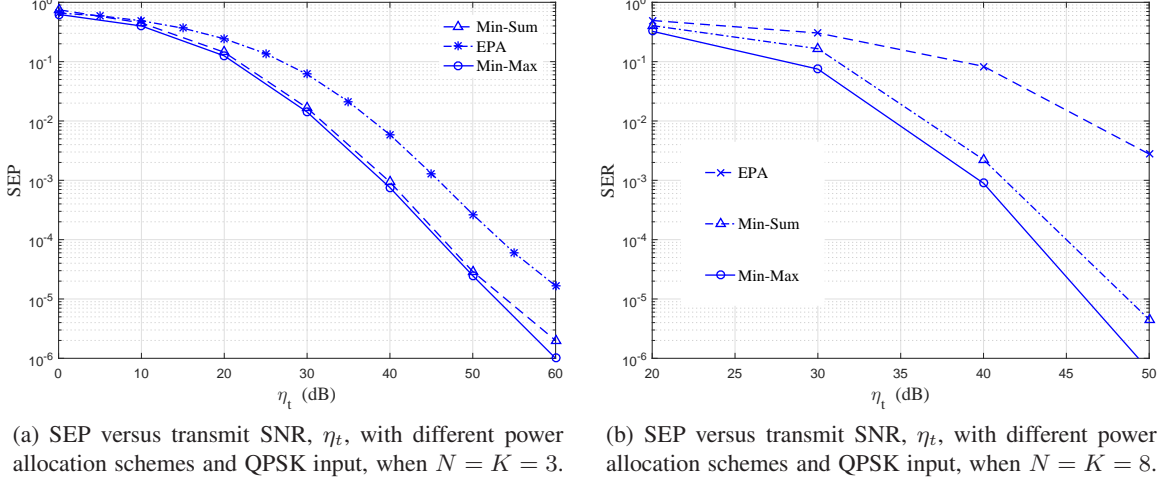 10^0
10^-1
10^-2
10^-3
10^-4
10^-5
10^-6
SEP
0 10 20 30 40 50 60
η_t (dB)
Min-Sum
EPA
Min-Max
(a) SEP versus transmit SNR, η_t, with different power
allocation schemes and QPSK input, when N = K = 3.
10^0
10^-1
10^-2
10^-3
10^-4
10^-5
10^-6
SER
20 25 30 35 40 45 50
η_t (dB)
EPA
Min-Sum
Min-Max
(b) SEP versus transmit SNR, η_t, with different power
allocation schemes and QPSK input, when N = K = 8.